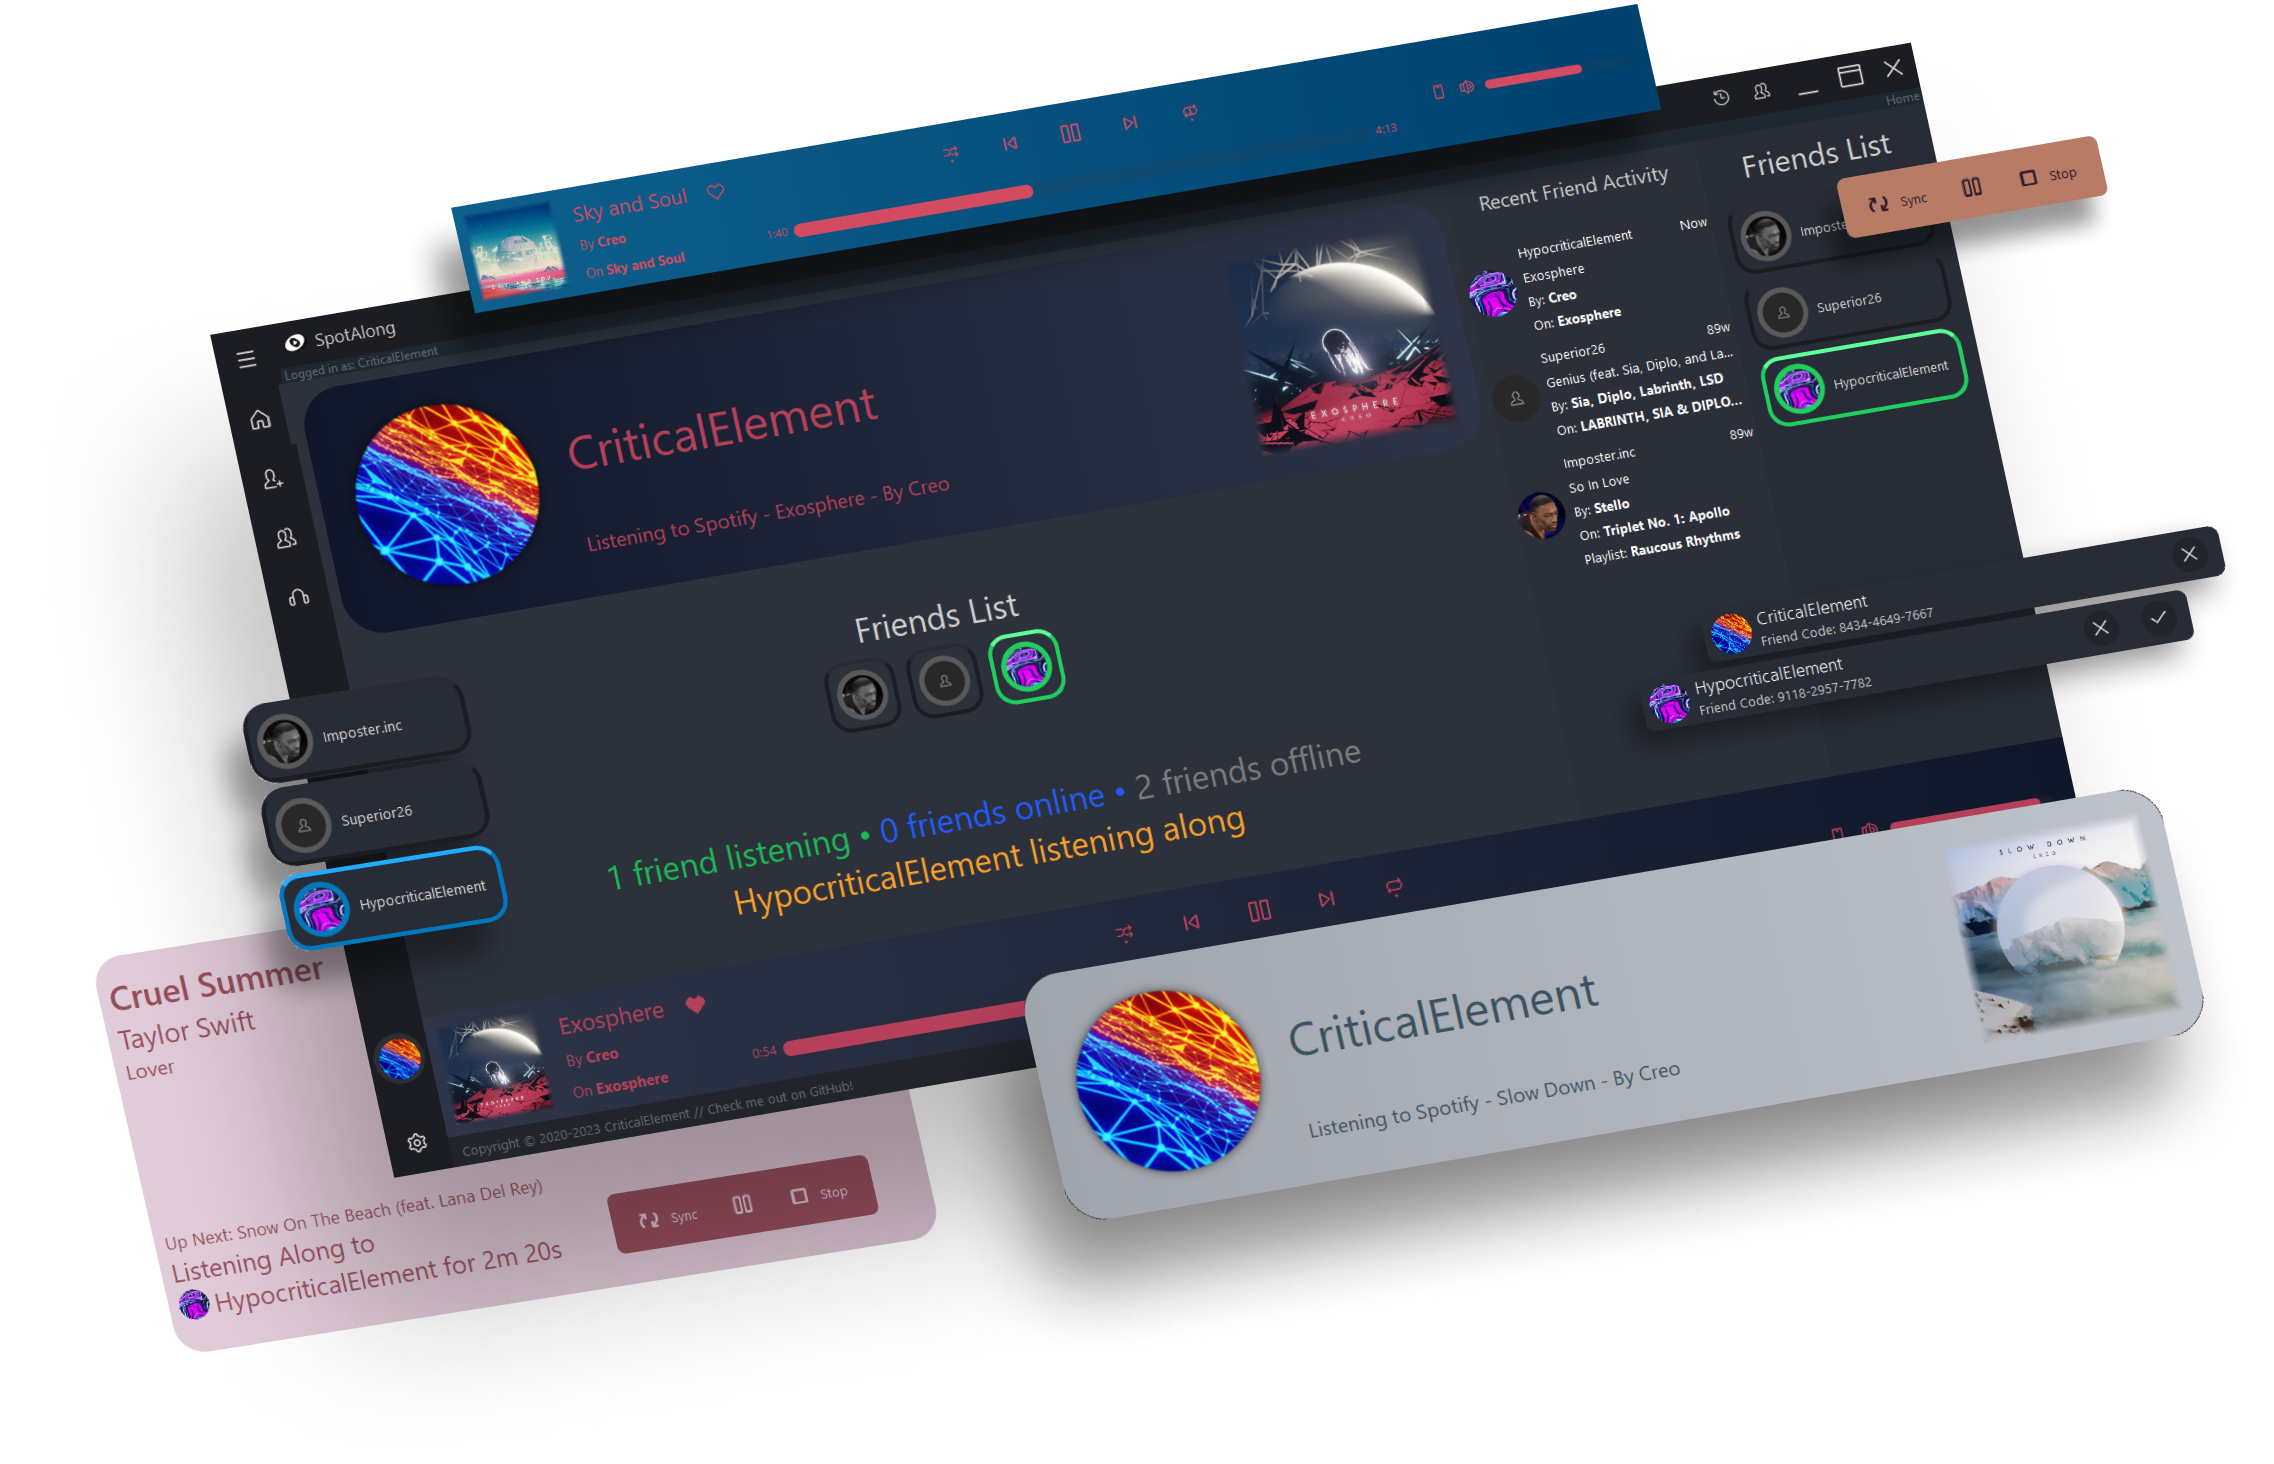 Sky and Soul
By Creo
On Sky and Soul
1:40
4:13
SpotAlong
Logged in as: CriticalElement
Home
CriticalElement
Listening to Spotify - Exosphere - By Creo
EXOSPHERE
CREO
Recent Friend Activity
HypocriticalElement
Now
Exosphere
By: Creo
On: Exosphere
Superior26
89w
Genius (feat. Sia, Diplo, and La...
By: Sia, Diplo, Labrinth, LSD
On: LABRINTH, SIA & DIPLO...
Imposter.inc
89w
So In Love
By: Stello
On: Triplet No. 1: Apollo
Playlist: Raucous Rhythms
Friends List
Sync
Stop
Superior26
HypocriticalElement
CriticalElement
Friend Code: 8434-4649-7667
HypocriticalElement
Friend Code: 9118-2957-7782
Friends List
1 friend listening • 0 friends online • 2 friends offline
HypocriticalElement listening along
Imposter.inc
Superior26
HypocriticalElement
Exosphere
By Creo
On Exosphere
0:54
Copyright © 2020-2023 CriticalElement // Check me out on GitHub!
CriticalElement
Listening to Spotify - Slow Down - By Creo
SLOW DOWN
CREO
Cruel Summer
Taylor Swift
Lover
Up Next: Snow On The Beach (feat. Lana Del Rey)
Listening Along to
HypocriticalElement for 2m 20s
Sync
Stop